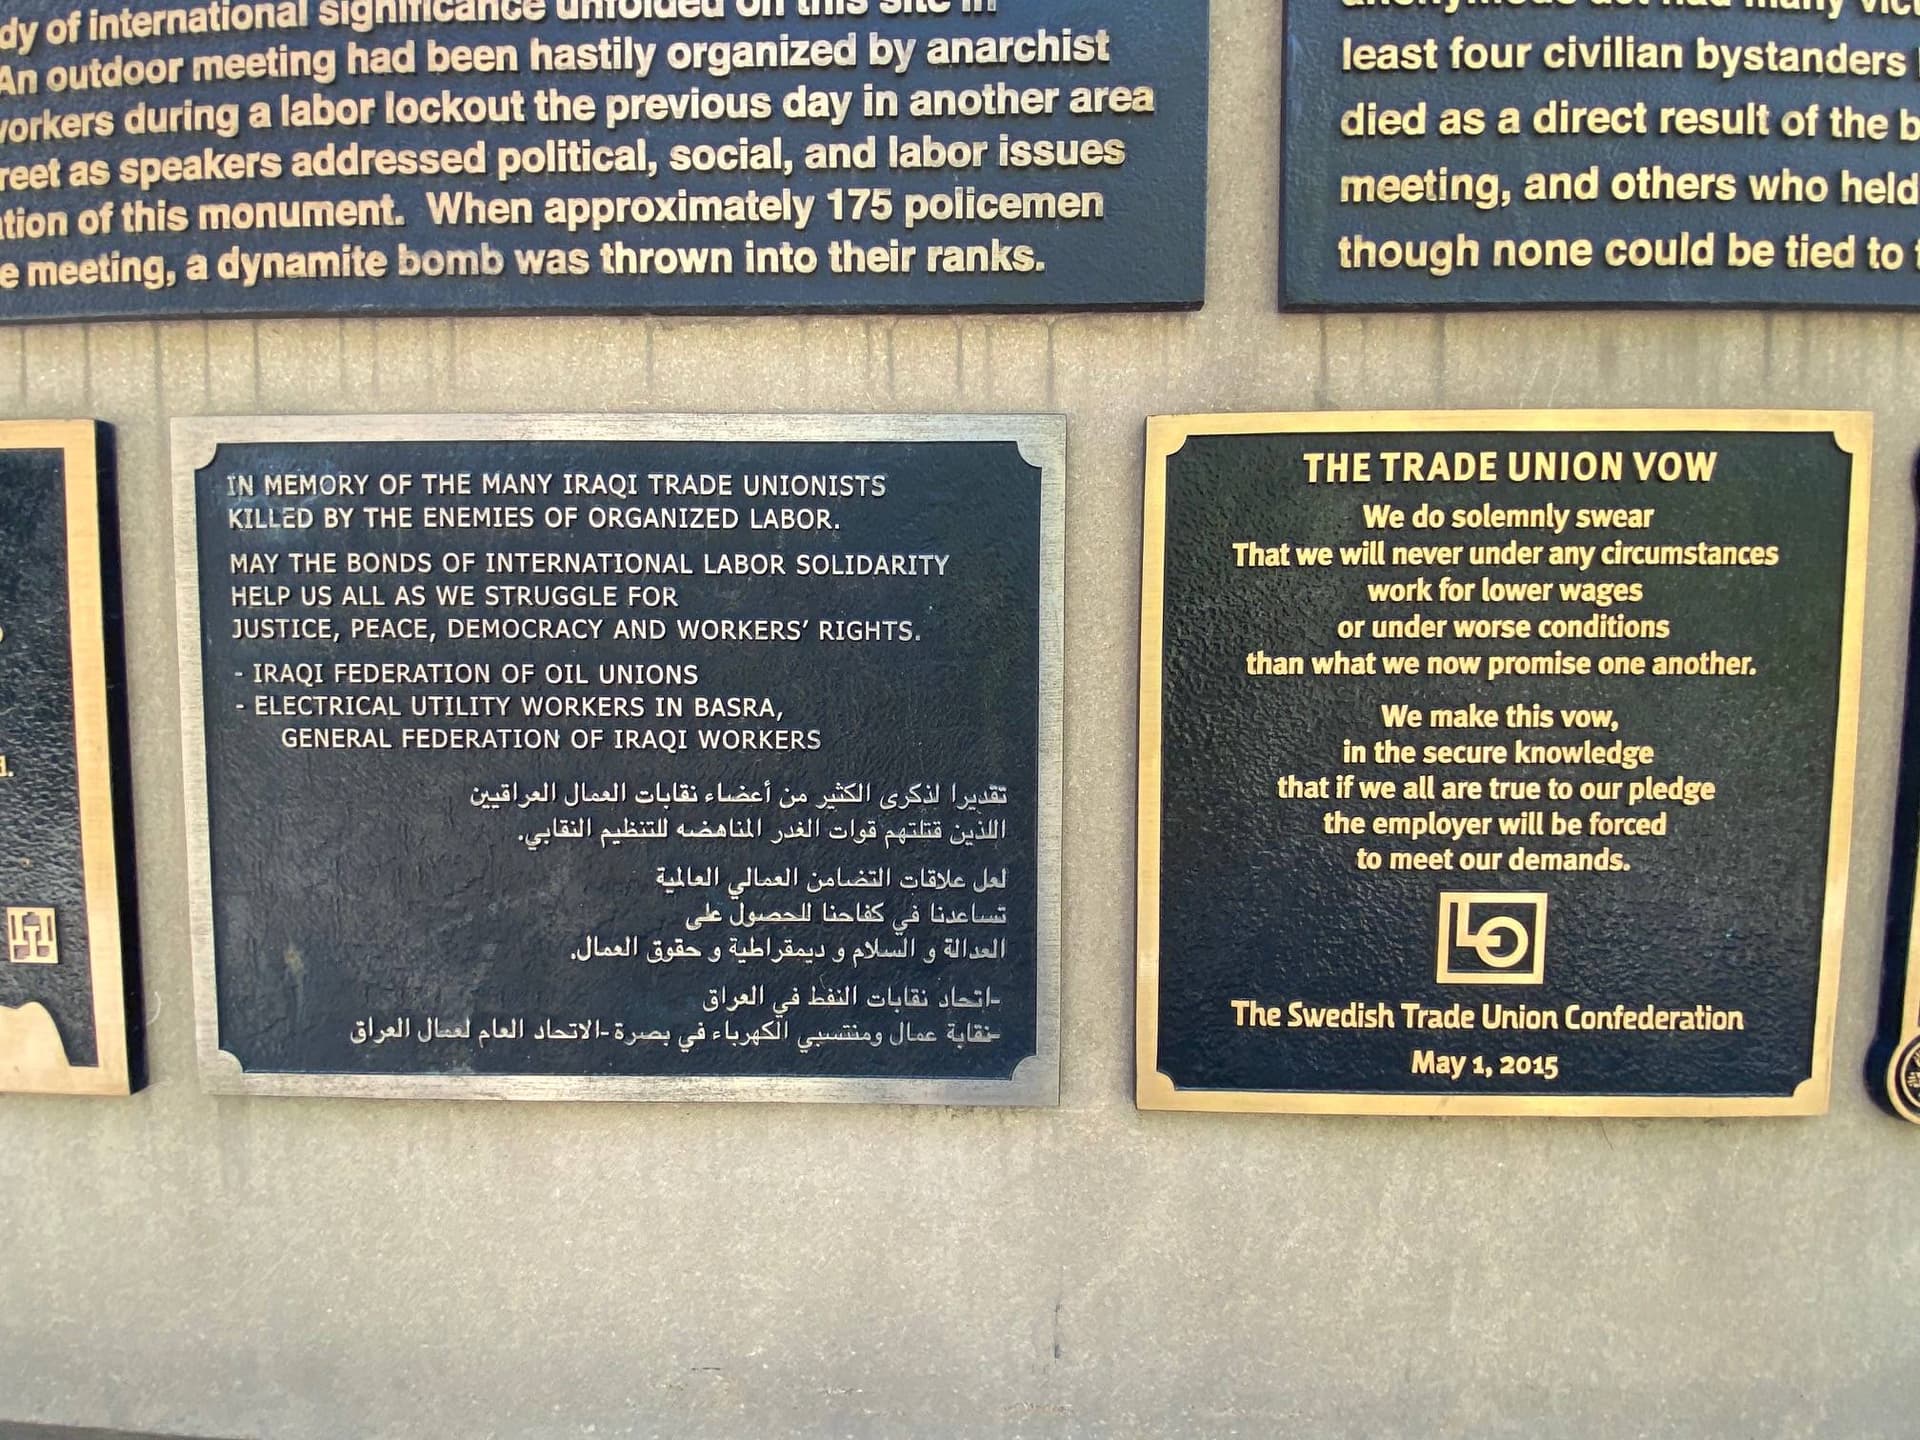 dy of international significance unfolded on this site in
An outdoor meeting had been hastily organized by anarchist
workers during a labor lockout the previous day in another area
reet as speakers addressed political, social, and labor issues
tion of this monument. When approximately 175 policemen
e meeting, a dynamite bomb was thrown into their ranks.
anonymous act had many vict
least four civilian bystanders
died as a direct result of the b
meeting, and others who held
though none could be tied to
IN MEMORY OF THE MANY IRAQI TRADE UNIONISTS
KILLED BY THE ENEMIES OF ORGANIZED LABOR.
MAY THE BONDS OF INTERNATIONAL LABOR SOLIDARITY
HELP US ALL AS WE STRUGGLE FOR
JUSTICE, PEACE, DEMOCRACY AND WORKERS' RIGHTS.
- IRAQI FEDERATION OF OIL UNIONS
- ELECTRICAL UTILITY WORKERS IN BASRA,
GENERAL FEDERATION OF IRAQI WORKERS
تقديرا لذكرى الكثير من أعضاء نقابات العمال العراقيين
اللذين قتلتهم قوات الغدر المناهضه للتنظيم النقابي.
لعل علاقات التضامن العمالي العالمية
تساعدنا في كفاحنا للحصول على
العدالة و السلام و ديمقراطية و حقوق العمال.
-اتحاد نقابات النفط في العراق
-نقابة عمال ومنتسبي الكهرباء في بصرة-الاتحاد العام لعمال العراق
THE TRADE UNION VOW
We do solemnly swear
That we will never under any circumstances
work for lower wages
or under worse conditions
than what we now promise one another.
We make this vow,
in the secure knowledge
that if we all are true to our pledge
the employer will be forced
to meet our demands.
LO
The Swedish Trade Union Confederation
May 1, 2015